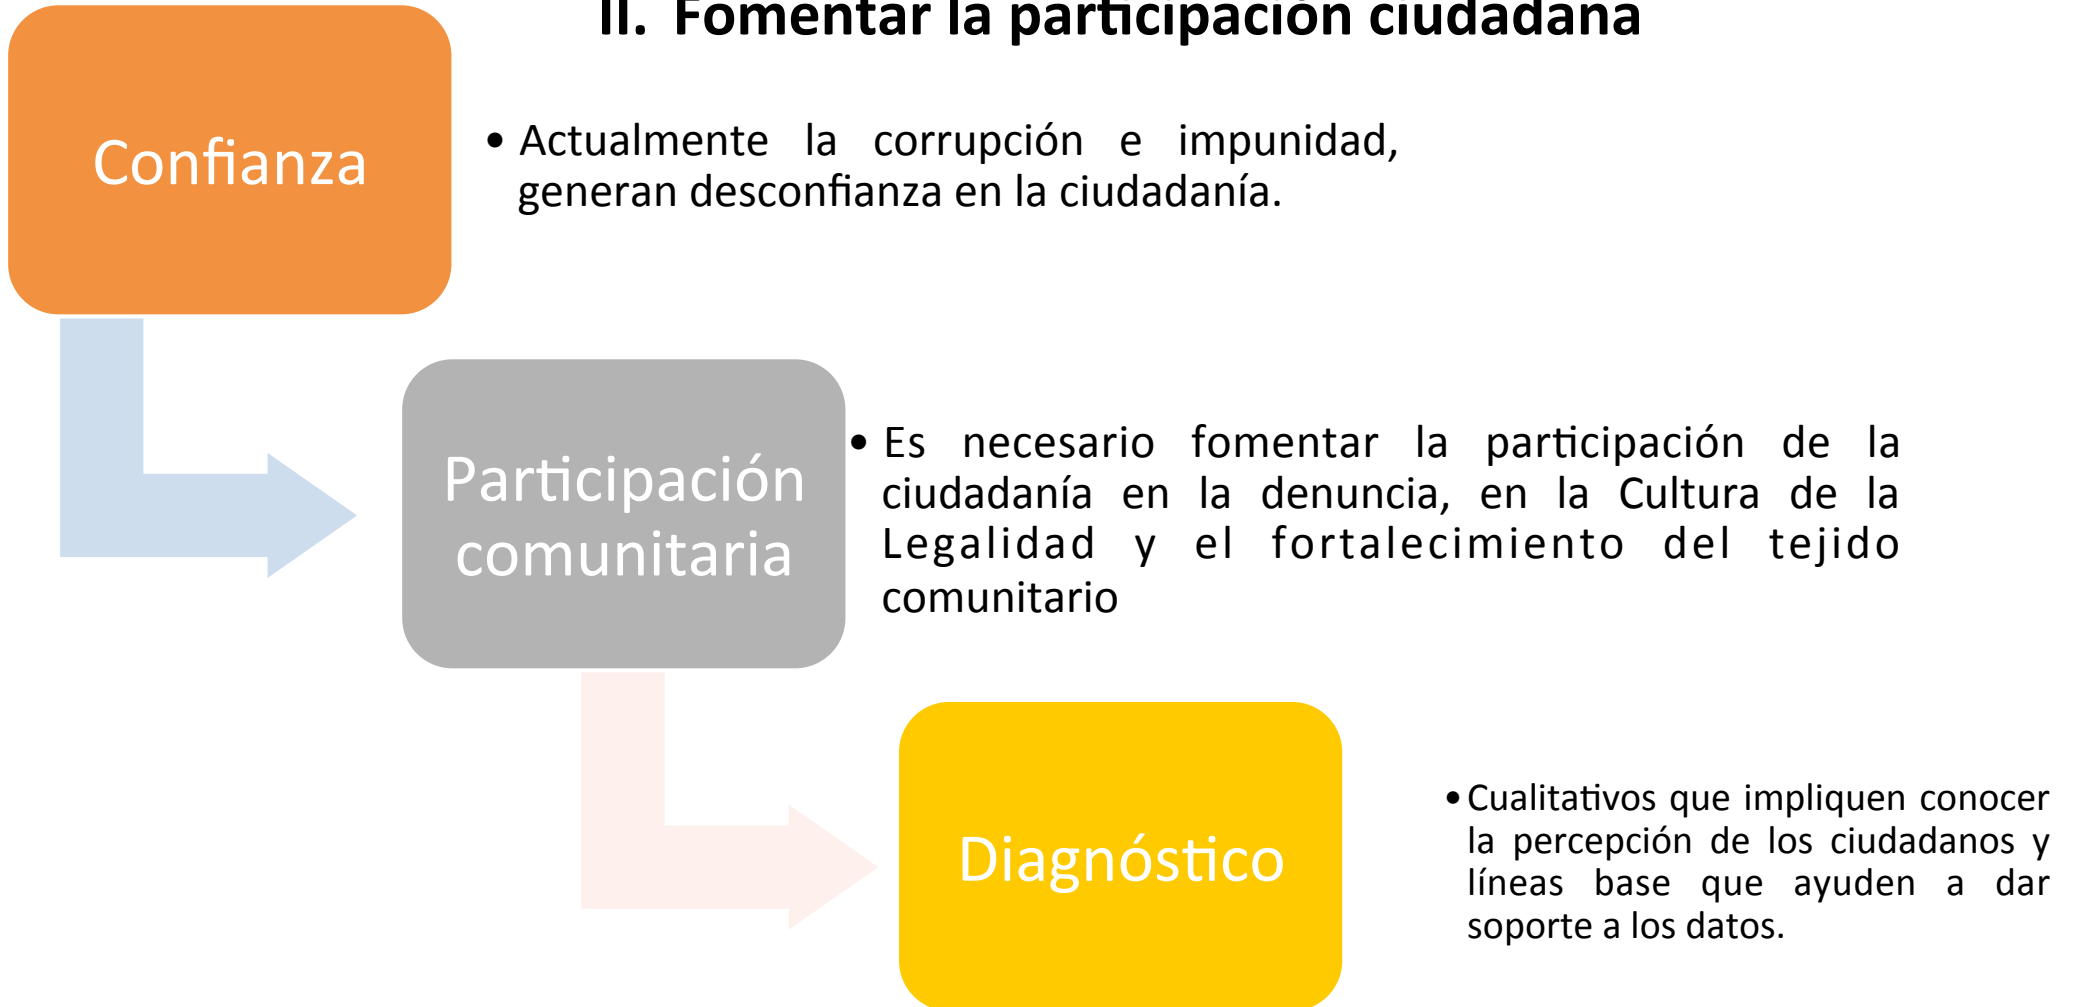 II. Fomentar la participación ciudadana
Confianza
• Actualmente la corrupción e impunidad,
generan desconfianza en la ciudadanía.
Participación
comunitaria
• Es necesario fomentar la participación de la
ciudadanía en la denuncia, en la Cultura de la
Legalidad y el fortalecimiento del tejido
comunitario
Diagnóstico
• Cualitativos que impliquen conocer
la percepción de los ciudadanos y
líneas base que ayuden a dar
soporte a los datos.